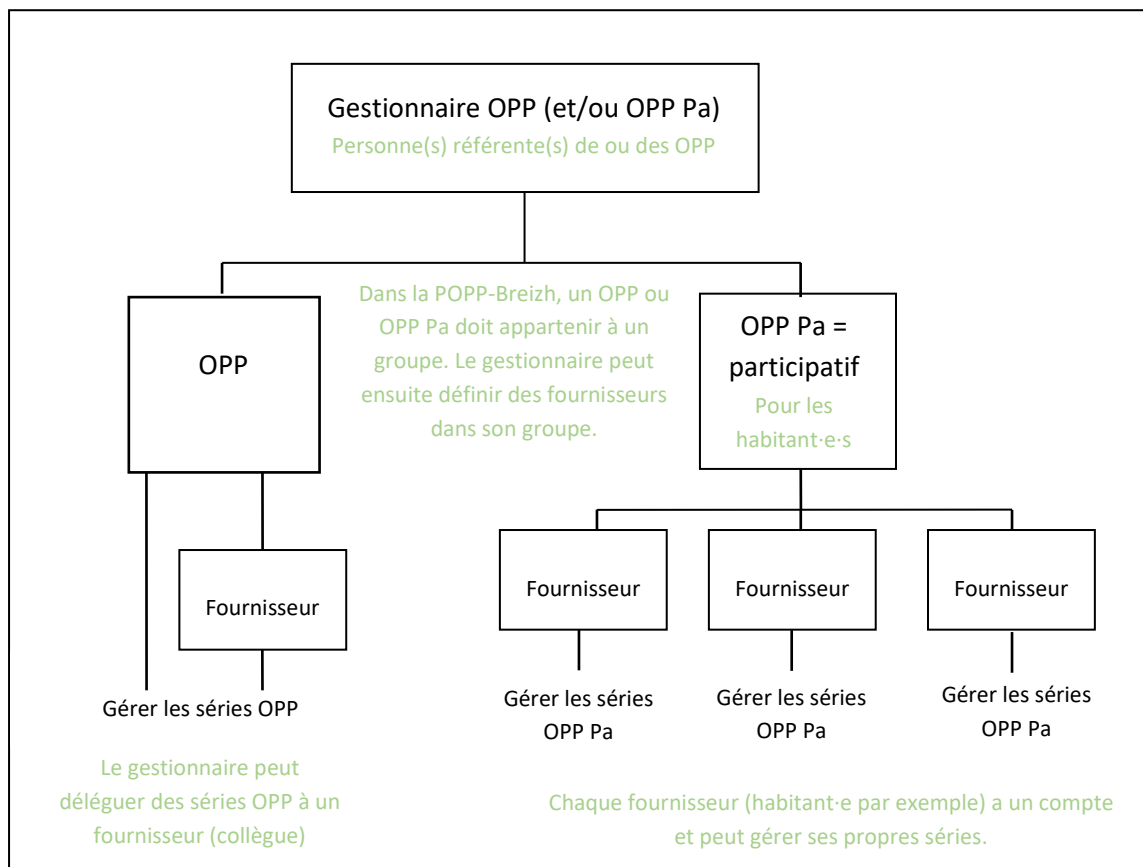 Gestionnaire OPP (et/ou OPP Pa)
Personne(s) référente(s) de ou des OPP
OPP
Dans la POPP-Breizh, un OPP ou
OPP Pa doit appartenir à un
groupe. Le gestionnaire peut
ensuite définir des fournisseurs
dans son groupe.
OPP Pa =
participatif
Pour les
habitant·e·s
Fournisseur
Gérer les séries OPP
Le gestionnaire peut
déléguer des séries OPP à un
fournisseur (collègue)
Fournisseur
Fournisseur
Fournisseur
Gérer les séries
OPP Pa
Gérer les séries
OPP Pa
Gérer les séries
OPP Pa
Chaque fournisseur (habitant·e par exemple) a un compte
et peut gérer ses propres séries.